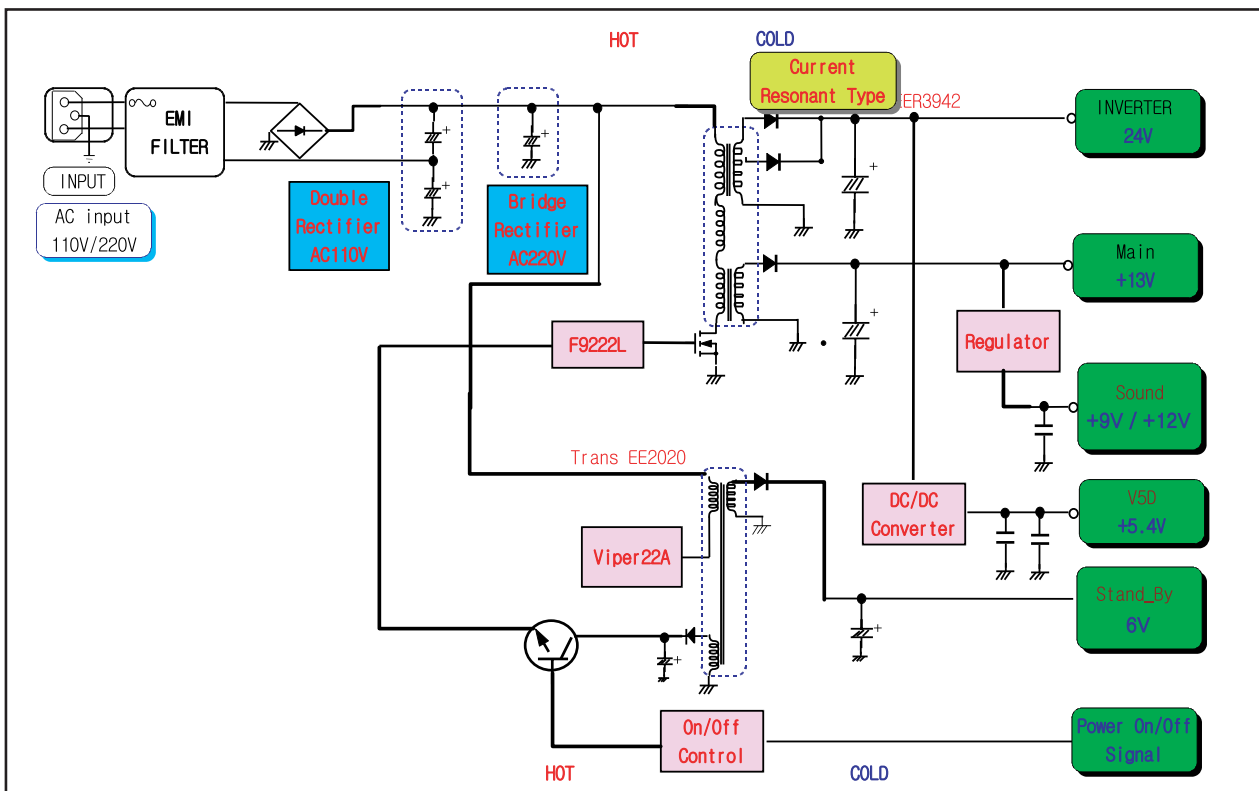 HOT
COLD
Current
Resonant Type
ER3942
EMI
FILTER
INPUT
AC input
110V/220V
Double
Rectifier
AC110V
Bridge
Rectifier
AC220V
INVERTER
24V
Main
+13V
F9222L
Regulator
Sound
+9V / +12V
Trans EE2020
DC/DC
Converter
V5D
+5.4V
Viper22A
Stand_By
6V
On/Off
Control
Power On/Off
Signal
HOT
COLD
+
+
+
+
+
+
+